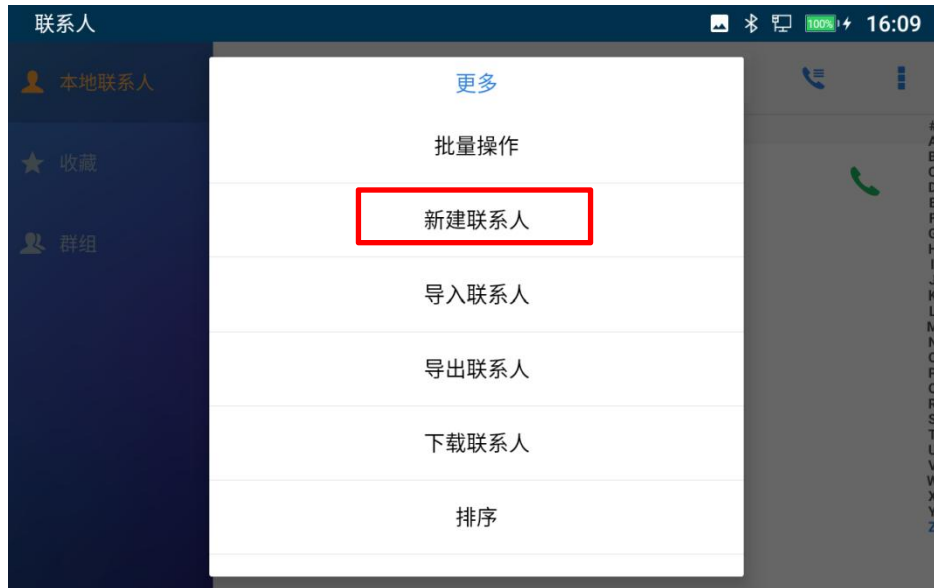 联系人
100%
16:09
本地联系人
收藏
群组
更多
批量操作
新建联系人
导入联系人
导出联系人
下载联系人
排序
#
A
B
C
D
E
F
G
H
I
J
K
L
M
N
O
P
Q
R
S
T
U
V
W
X
Y
Z